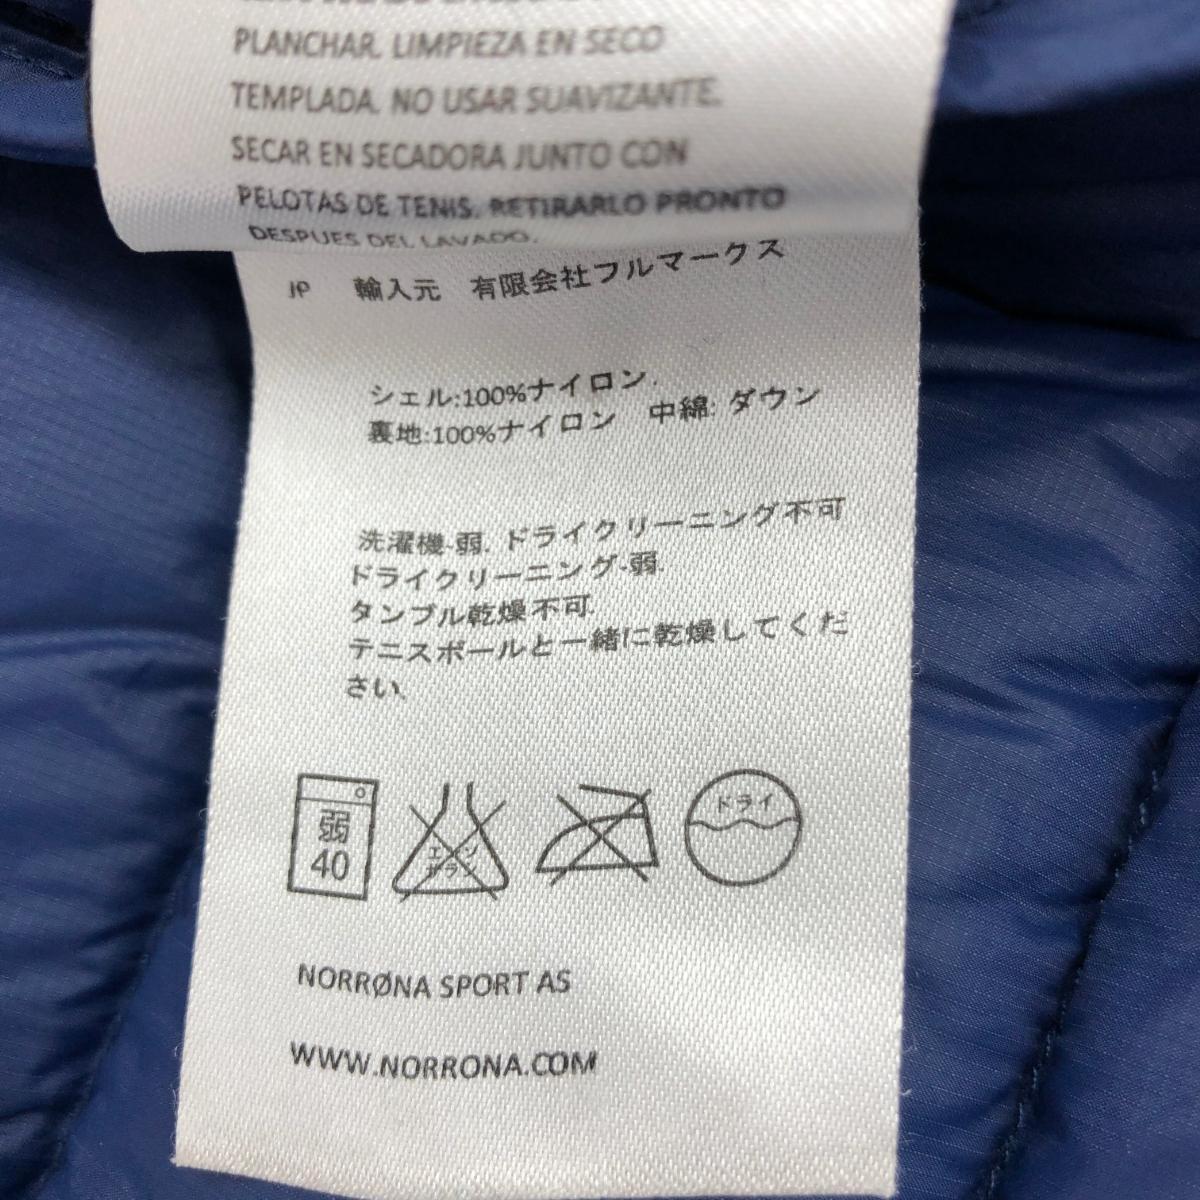 PLANCHAR. LIMPIEZA EN SECO
TEMPLADA. NO USAR SUAVIZANTE.
SECAR EN SECADORA JUNTO CON
PELOTAS DE TENIS. RETIRARLO PRONTO
DESPUES DEL LAVADO.
JP 輸入元 有限会社フルマークス
シェル:100%ナイロン.
裏地:100%ナイロン 中綿: ダウン
洗濯機-弱. ドライクリーニング不可
ドライクリーニング-弱.
タンブル乾燥不可.
テニスボールと一緒に乾燥してくだ
さい.
弱
40
エンソ
サラシ
ドライ
NORRØNA SPORT AS
WWW.NORRONA.COM